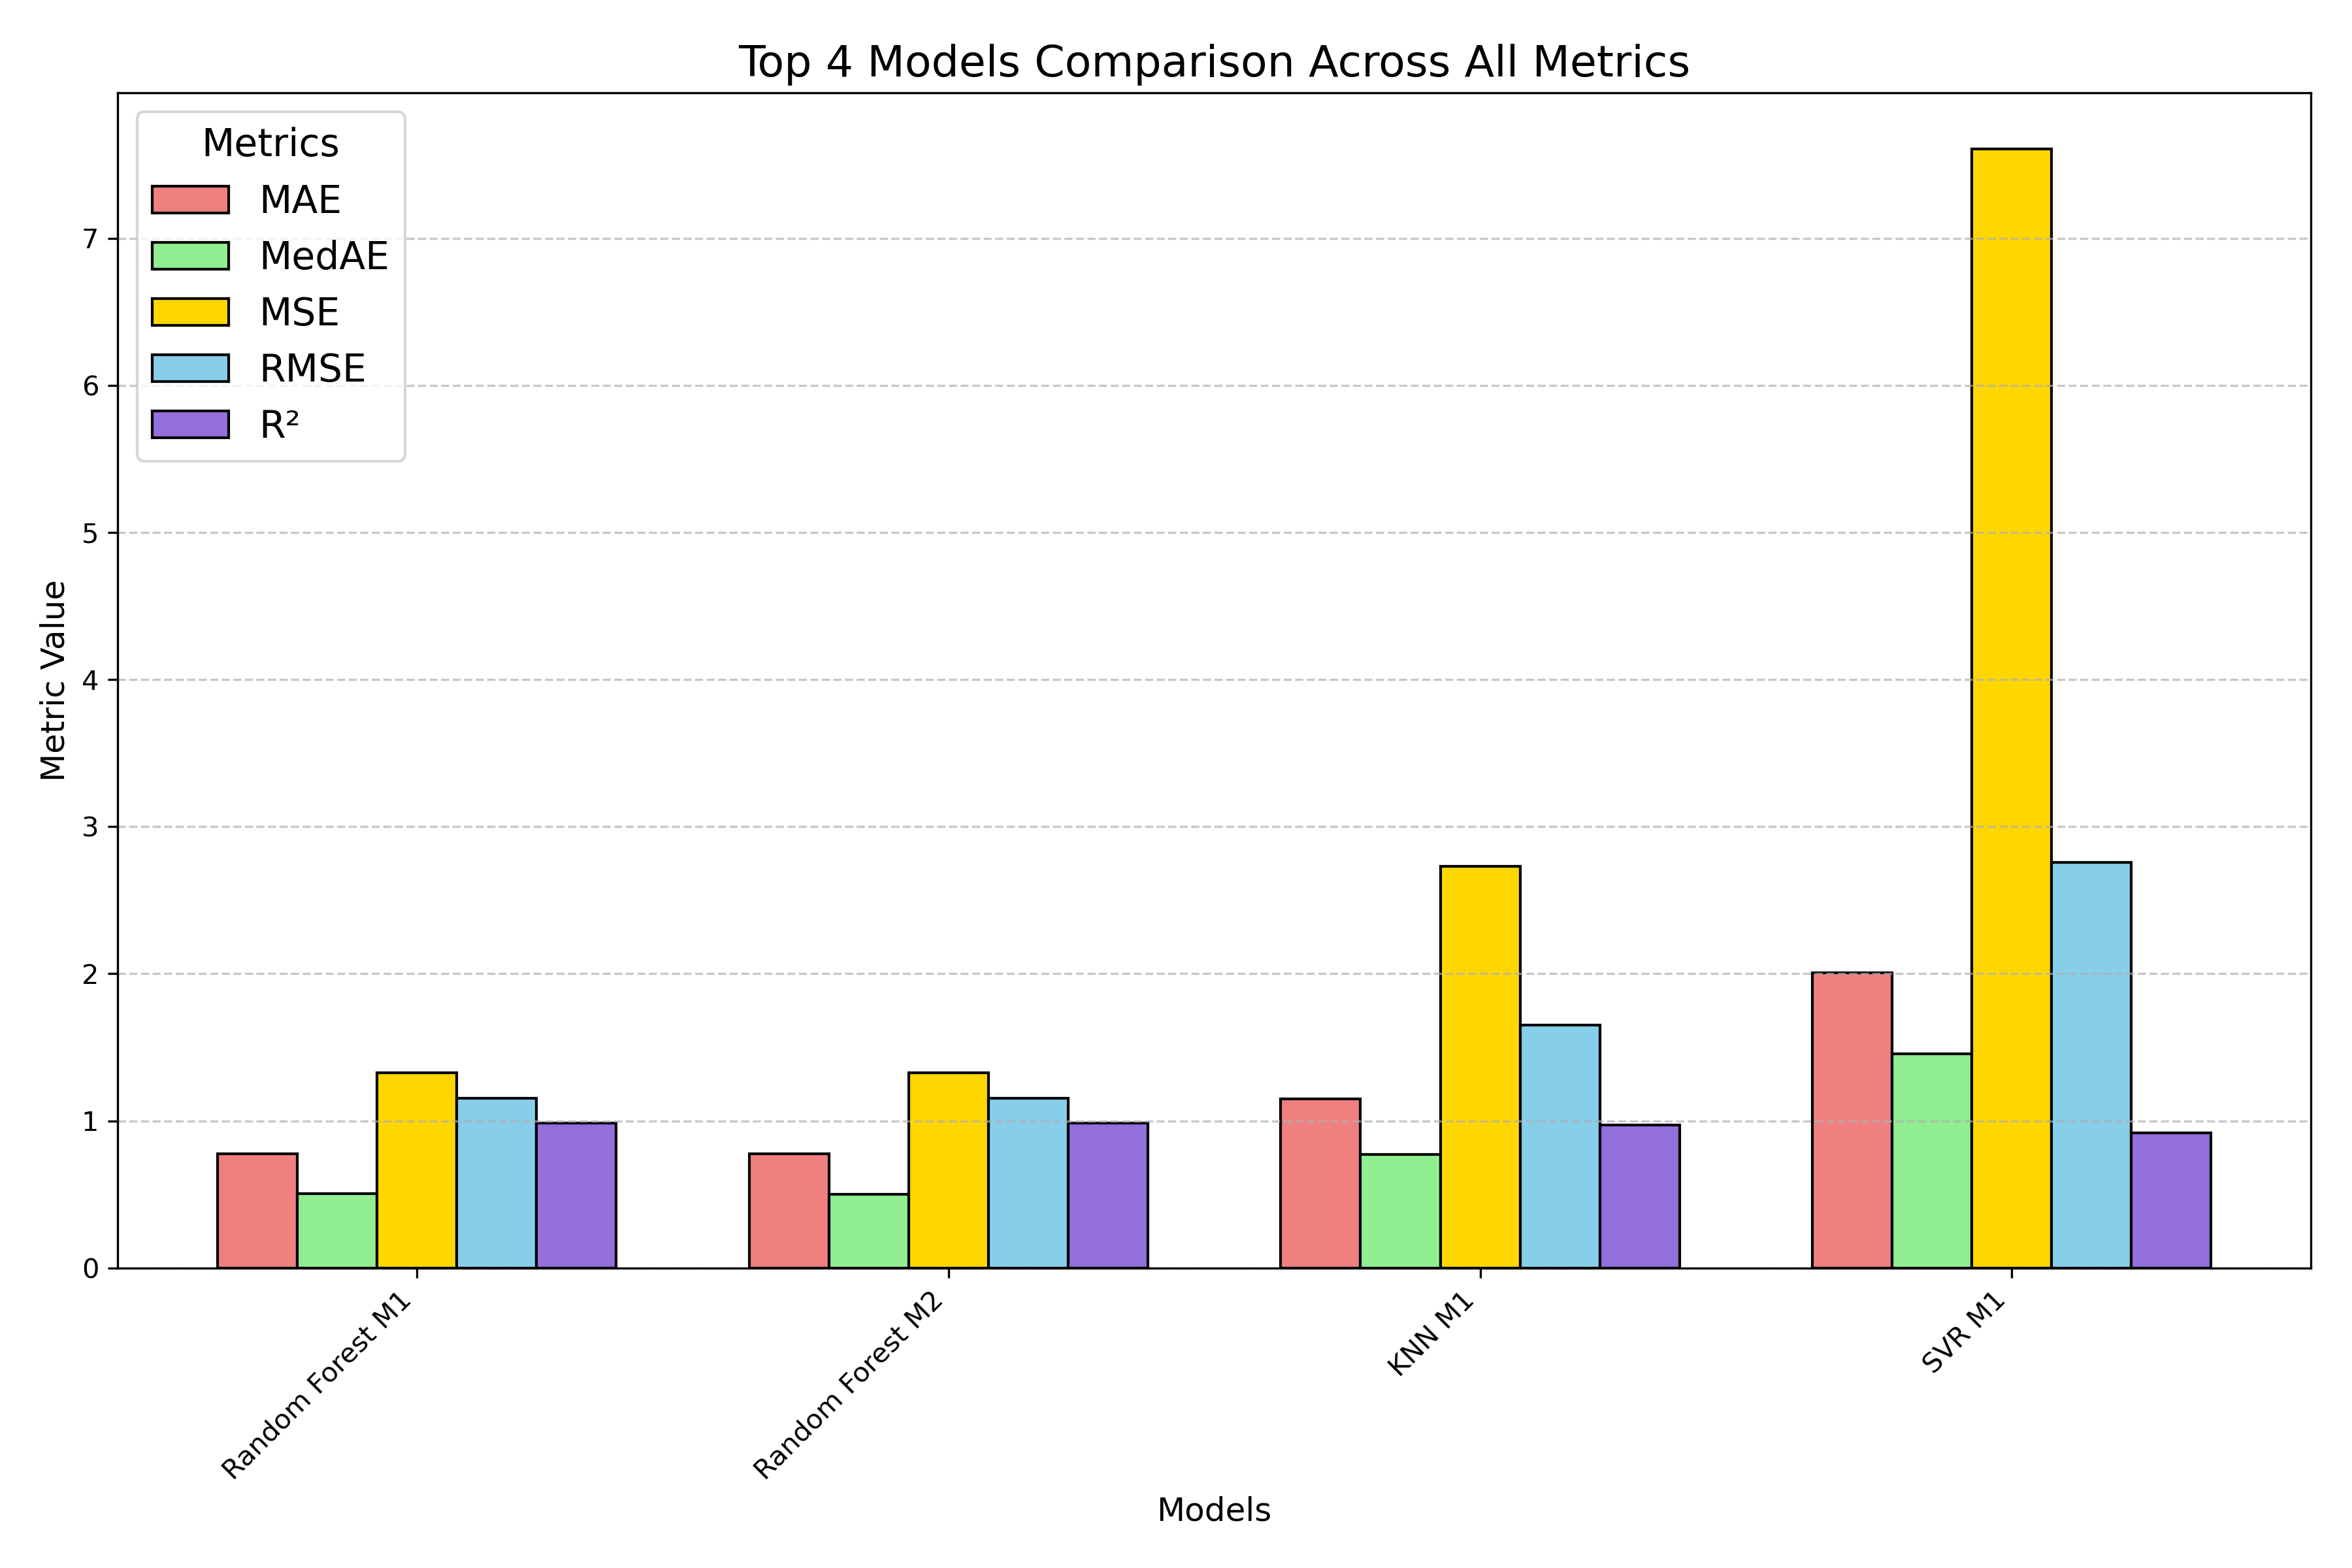 Top 4 Models Comparison Across All Metrics
Metrics
MAE
MedAE
MSE
RMSE
R²
Metric Value
7
6
5
4
3
2
1
0
Random Forest M1
Random Forest M2
KNN M1
SVR M1
Models